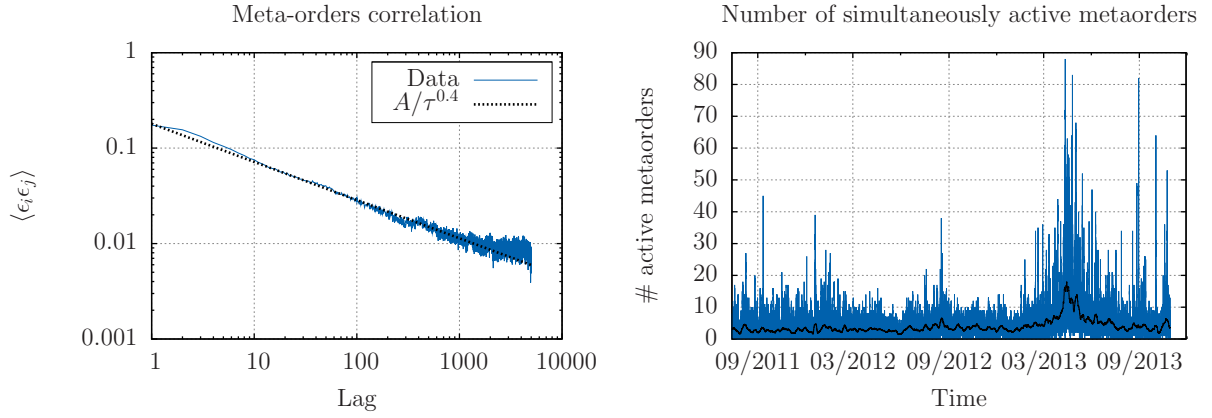 Meta-orders correlation
1
0.1
0.01
0.001
⟨ϵiϵj⟩
Data
A/τ^0.4
1 10 100 1000 10000
Lag
Number of simultaneously active metaorders
90
80
70
60
50
40
30
20
10
0
# active metaorders
09/2011 03/2012 09/2012 03/2013 09/2013
Time